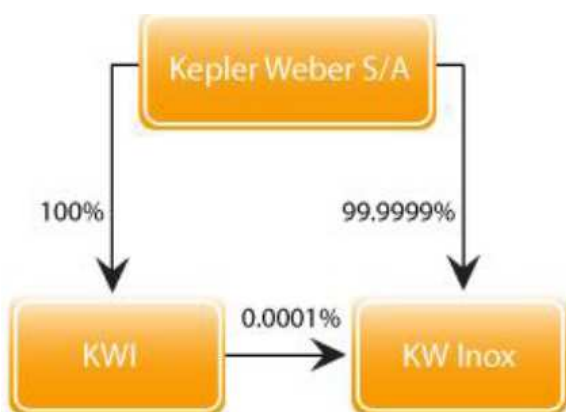 Kepler Weber S/A
100%
99.9999%
0.0001%
KWI
KW Inox